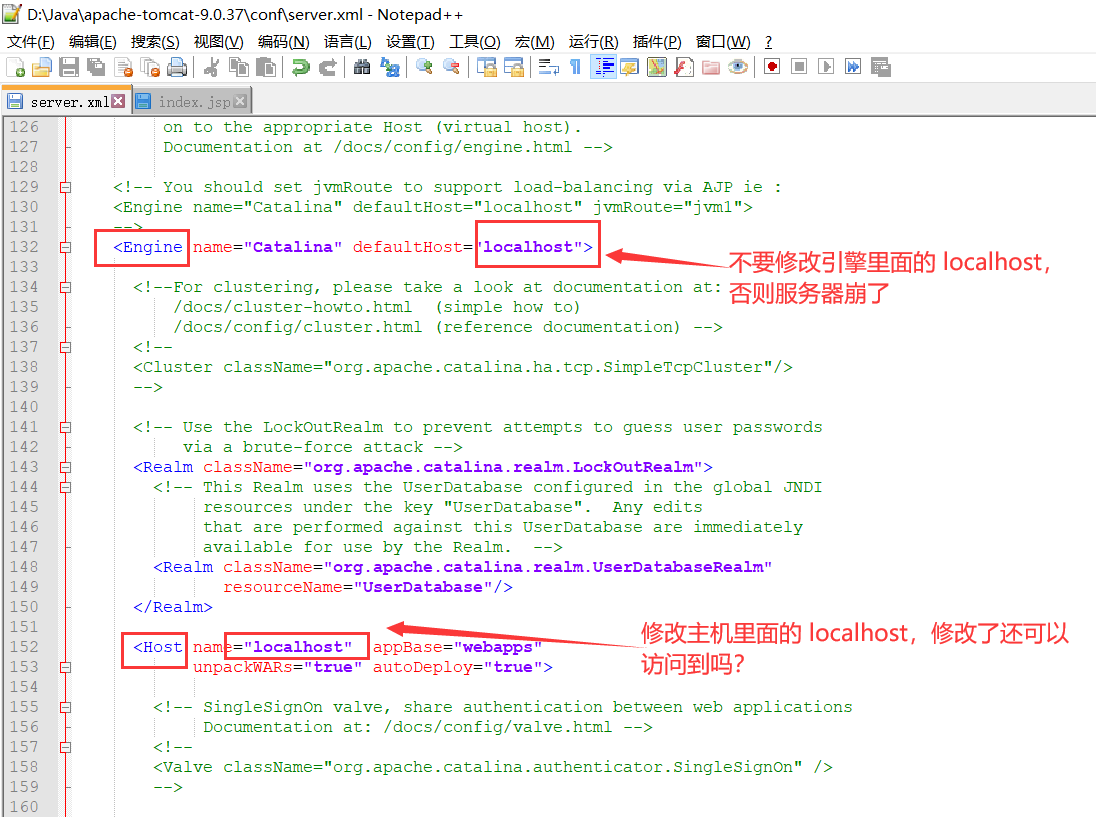 D:\Java\apache-tomcat-9.0.37\conf\server.xml - Notepad++
文件(F) 编辑(E) 搜索(S) 视图(V) 编码(N) 语言(L) 设置(T) 工具(O) 宏(M) 运行(R) 插件(P) 窗口(W) ?
server.xml index.jsp
126 on to the appropriate Host (virtual host).
127 Documentation at /docs/config/engine.html -->
128
129 <!-- You should set jvmRoute to support load-balancing via AJP ie :
130 <Engine name="Catalina" defaultHost="localhost" jvmRoute="jvm1">
131 -->
132 <Engine name="Catalina" defaultHost="localhost">
不要修改引擎里面的 localhost，
否则服务器崩了
133
134 <!--For clustering, please take a look at documentation at:
135 /docs/cluster-howto.html (simple how to)
136 /docs/config/cluster.html (reference documentation) -->
137 <!--
138 <Cluster className="org.apache.catalina.ha.tcp.SimpleTcpCluster"/>
139 -->
140
141 <!-- Use the LockOutRealm to prevent attempts to guess user passwords
142 via a brute-force attack -->
143 <Realm className="org.apache.catalina.realm.LockOutRealm">
144 <!-- This Realm uses the UserDatabase configured in the global JNDI
145 resources under the key "UserDatabase". Any edits
146 that are performed against this UserDatabase are immediately
147 available for use by the Realm. -->
148 <Realm className="org.apache.catalina.realm.UserDatabaseRealm"
149 resourceName="UserDatabase"/>
150 </Realm>
151
152 <Host name="localhost" appBase="webapps"
修改主机里面的 localhost，修改了还可以
访问到吗？
153 unpackWARs="true" autoDeploy="true">
154
155 <!-- SingleSignOn valve, share authentication between web applications
156 Documentation at: /docs/config/valve.html -->
157 <!--
158 <Valve className="org.apache.catalina.authenticator.SingleSignOn" />
159 -->
160